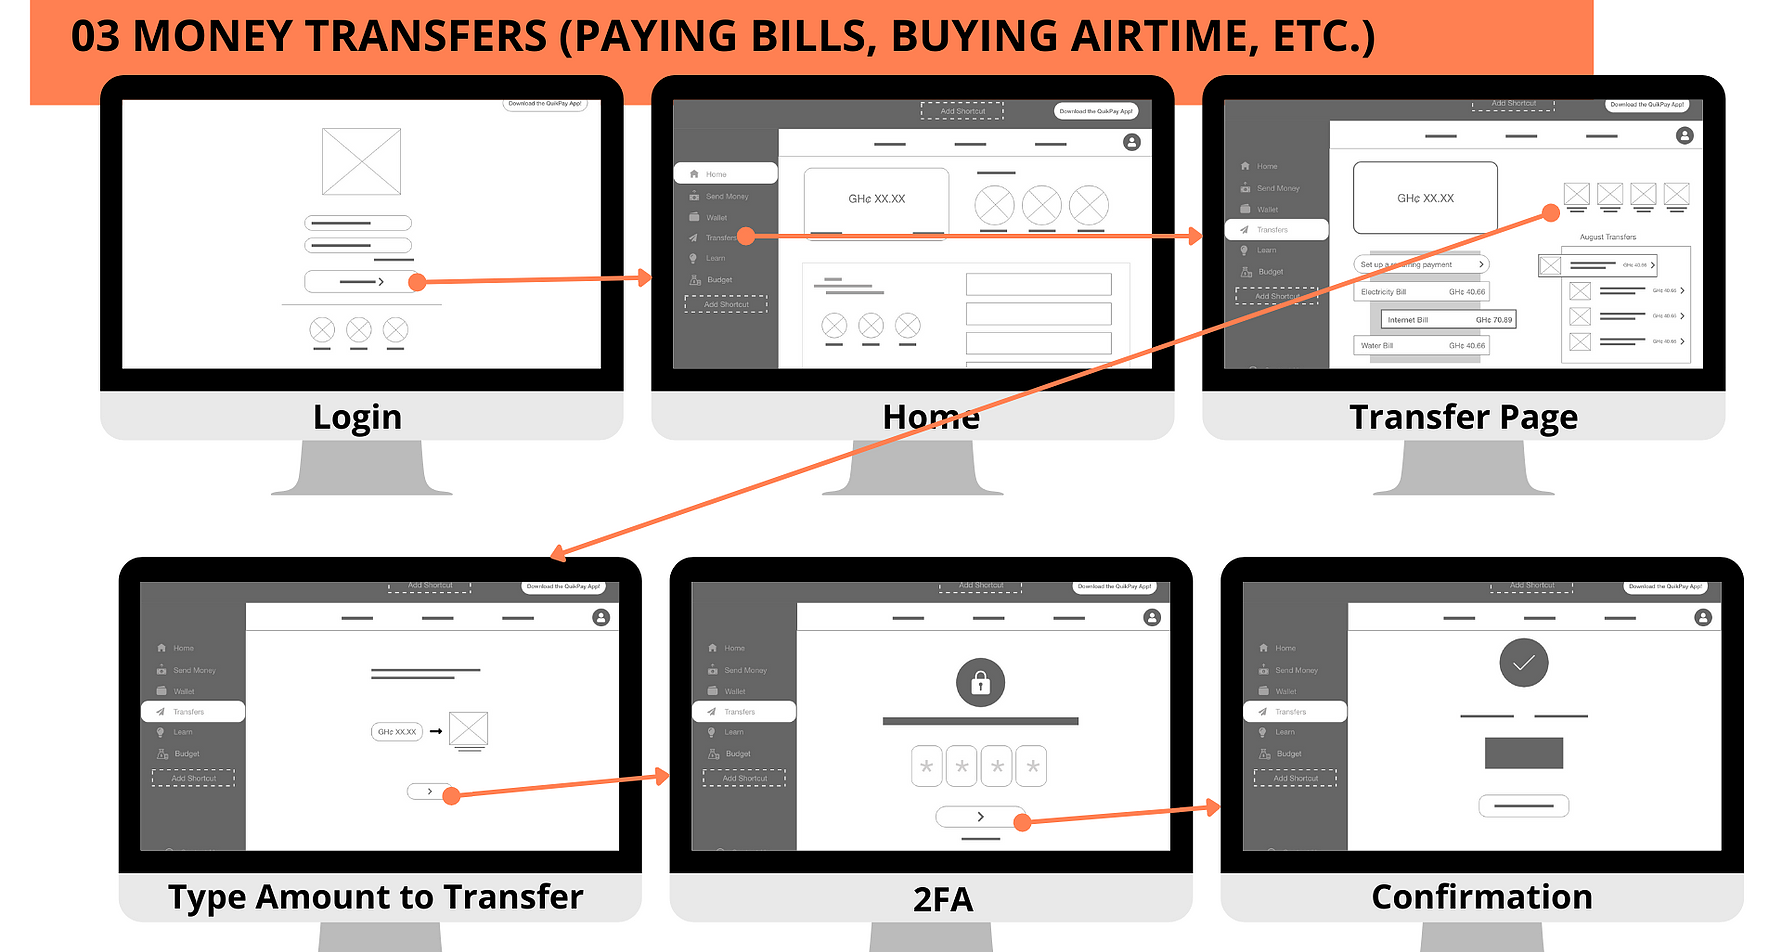 03 MONEY TRANSFERS (PAYING BILLS, BUYING AIRTIME, ETC.)
Download the QuikPay App!
Login
Add Shortcut
Download the QuikPay App!
Home
Send Money
Wallet
Transfers
Learn
Budget
Add Shortcut
GH¢ XX.XX
Home
Add Shortcut
Download the QuikPay App!
Home
Send Money
Wallet
Transfers
Learn
Budget
Add Shortcut
GH¢ XX.XX
Set up a recurring payment
Electricity Bill GH¢ 40.66
Internet Bill GH¢ 70.89
Water Bill GH¢ 40.66
August Transfers
GH¢ 40.66
GH¢ 40.66
GH¢ 40.66
GH¢ 40.66
Transfer Page
Add Shortcut
Download the QuikPay App!
Home
Send Money
Wallet
Transfers
Learn
Budget
Add Shortcut
GH¢ XX.XX
Type Amount to Transfer
Add Shortcut
Download the QuikPay App!
Home
Send Money
Wallet
Transfers
Learn
Budget
Add Shortcut
* * * *
2FA
Add Shortcut
Download the QuikPay App!
Home
Send Money
Wallet
Transfers
Learn
Budget
Add Shortcut
Confirmation